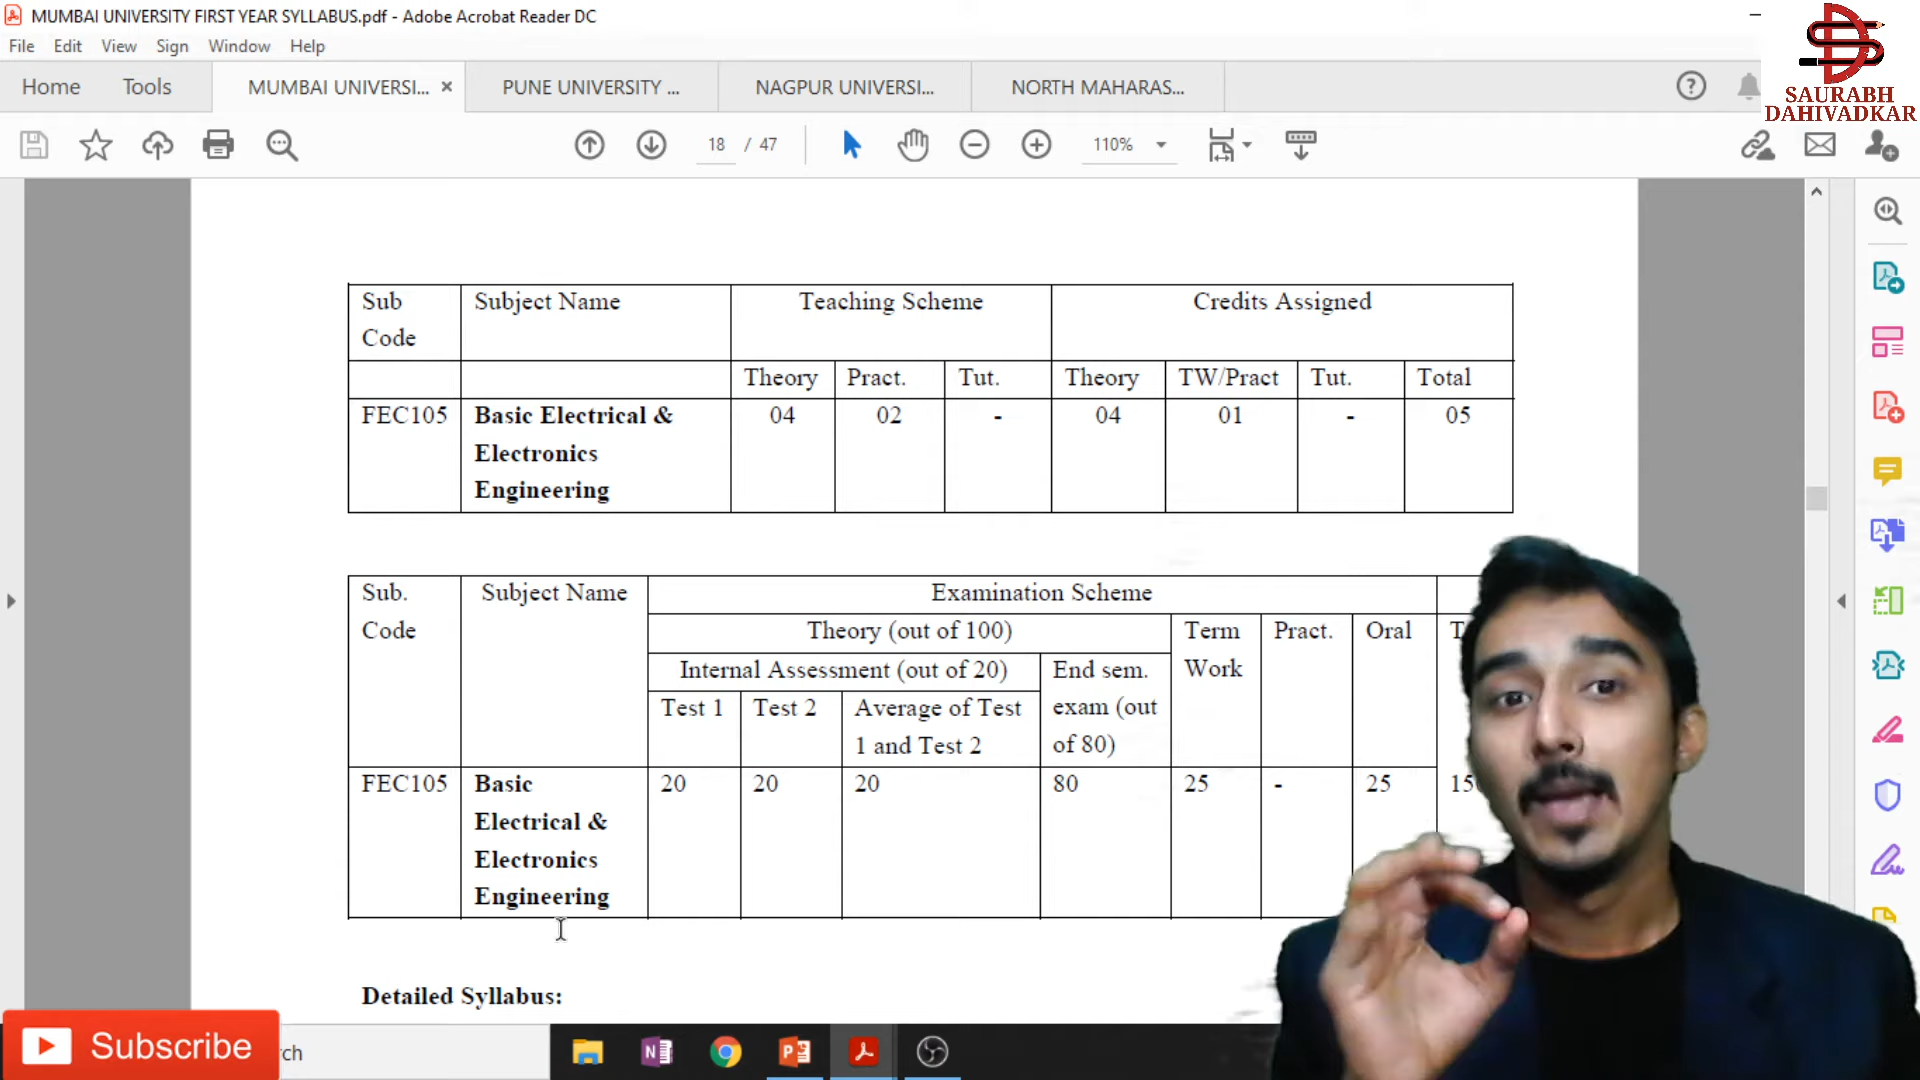 MUMBAI UNIVERSITY FIRST YEAR SYLLABUS.pdf - Adobe Acrobat Reader DC
File Edit View Sign Window Help
Home Tools MUMBAI UNIVERSI... × PUNE UNIVERSITY ... NAGPUR UNIVERSI... NORTH MAHARAS...
SAURABH
DAHIVADKAR
18 / 47 110%
Sub
Code
Subject Name
Teaching Scheme
Credits Assigned
Theory Pract. Tut. Theory TW/Pract Tut. Total
FEC105 Basic Electrical & 04 02 - 04 01 - 05
Electronics
Engineering
Sub.
Code
Subject Name
Examination Scheme
Theory (out of 100)
Term
Work
Pract.
Oral
Internal Assessment (out of 20)
End sem.
exam (out
of 80)
Test 1 Test 2 Average of Test
1 and Test 2
FEC105 Basic 20 20 20 80 25 - 25
Electrical &
Electronics
Engineering
Detailed Syllabus:
Subscribe